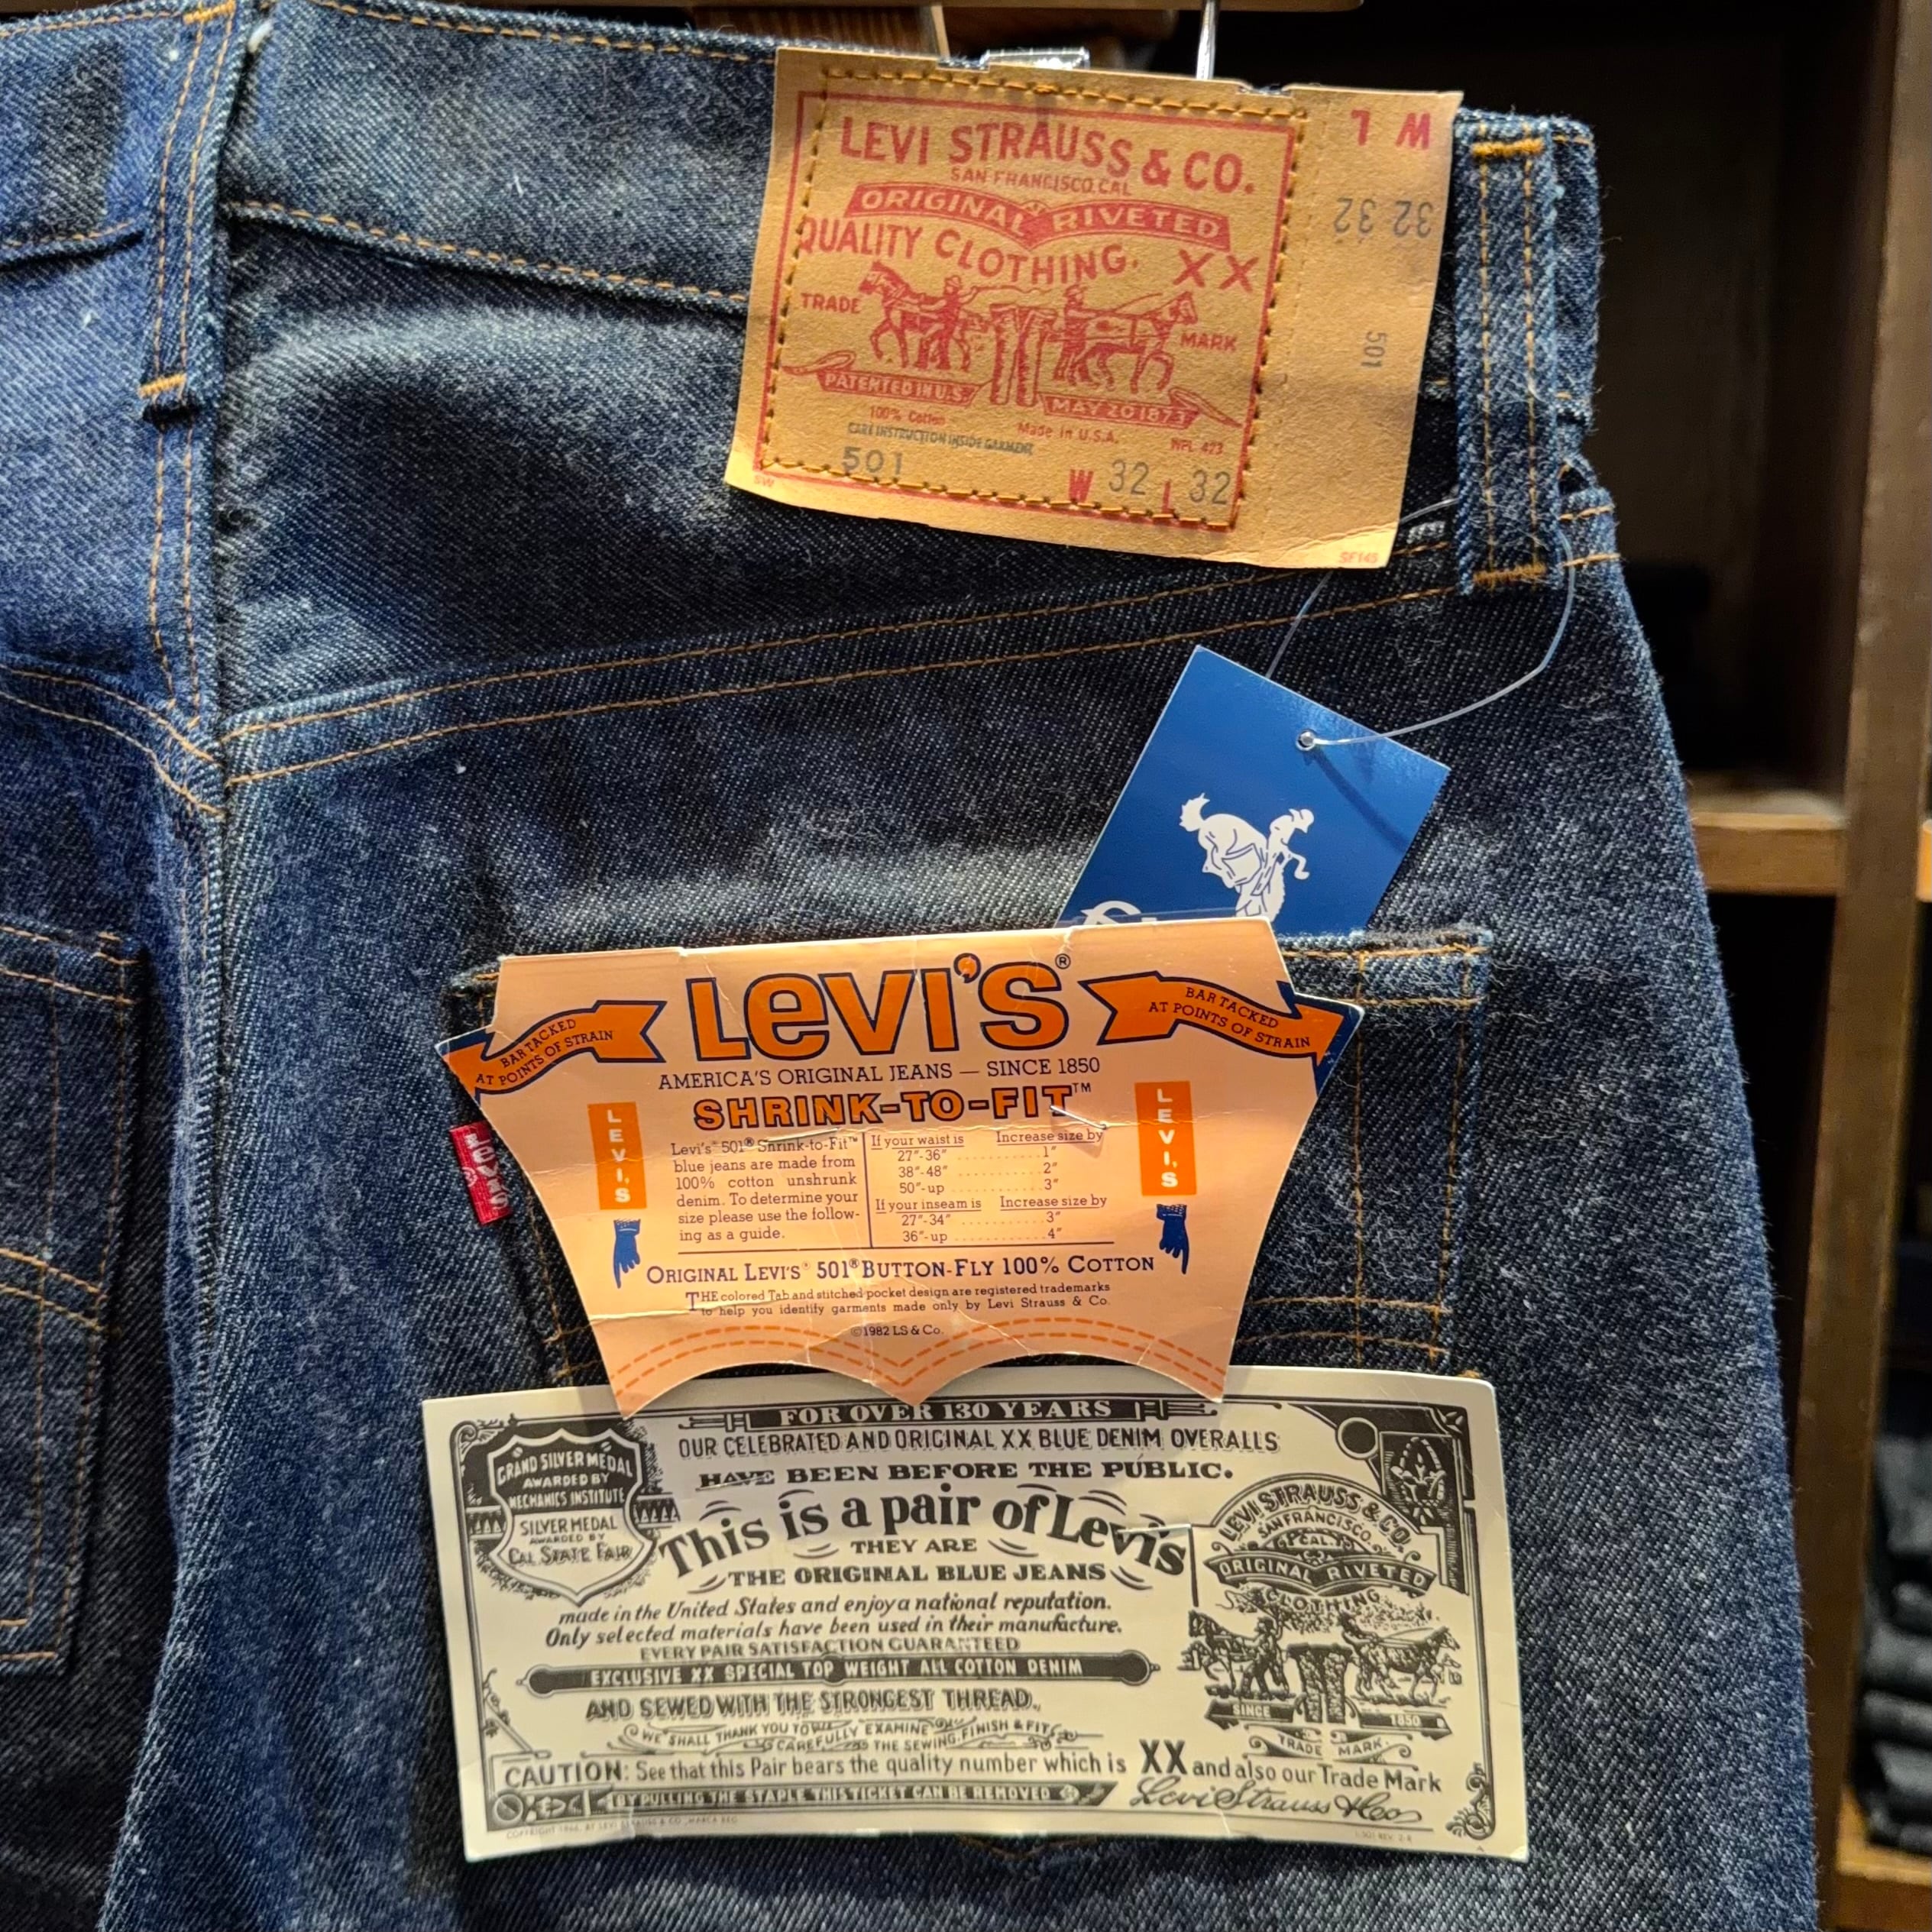 LEVI STRAUSS & CO.
SAN FRANCISCO, CAL
ORIGINAL RIVETED
QUALITY CLOTHING. XX
TRADE MARK
PATENTED IN U.S. MAY 20 1873
100% Cotton Made in U.S.A. WPL 423
CARE INSTRUCTION INSIDE GARMENT
501 W 32 L 32
SW
W L
32 32
501
SF145
LEVI'S®
BAR TACKED
AT POINTS OF STRAIN
BAR TACKED
AT POINTS OF STRAIN
AMERICA'S ORIGINAL JEANS — SINCE 1850
SHRINK-TO-FIT™
LEVI'S
LEVI'S
Levi's® 501® Shrink-to-Fit™
blue jeans are made from
100% cotton unshrunk
denim. To determine your
size please use the follow-
ing as a guide.
If your waist is Increase size by
27"-36" ........... 1"
38"-48" ........... 2"
50"-up ........... 3"
If your inseam is Increase size by
27"-34" ........... 3"
36"-up ........... 4"
ORIGINAL LEVI'S® 501® BUTTON-FLY 100% COTTON
THE colored Tab and stitched pocket design are registered trademarks
to help you identify garments made only by Levi Strauss & Co.
©1982 LS & Co.
LEVI'S®
FOR OVER 130 YEARS
OUR CELEBRATED AND ORIGINAL XX BLUE DENIM OVERALLS
HAVE BEEN BEFORE THE PUBLIC.
GRAND SILVER MEDAL
AWARDED BY
MECHANICS INSTITUTE
SILVER MEDAL
AWARDED BY
CAL STATE FAIR
This is a pair of Levi's
THEY ARE
THE ORIGINAL BLUE JEANS
made in the United States and enjoy a national reputation.
Only selected materials have been used in their manufacture.
EVERY PAIR SATISFACTION GUARANTEED
EXCLUSIVE XX SPECIAL TOP WEIGHT ALL COTTON DENIM
AND SEWED WITH THE STRONGEST THREAD.
WE SHALL THANK YOU TO CAREFULLY EXAMINE THE SEWING, FINISH & FIT
LEVI STRAUSS & CO.
SAN FRANCISCO,
CAL.
ORIGINAL RIVETED
CLOTHING
SINCE 1850
TRADE MARK.
CAUTION: See that this Pair bears the quality number which is XX and also our Trade Mark
BY PULLING THE STAPLE THIS TICKET CAN BE REMOVED
Levi Strauss & Co